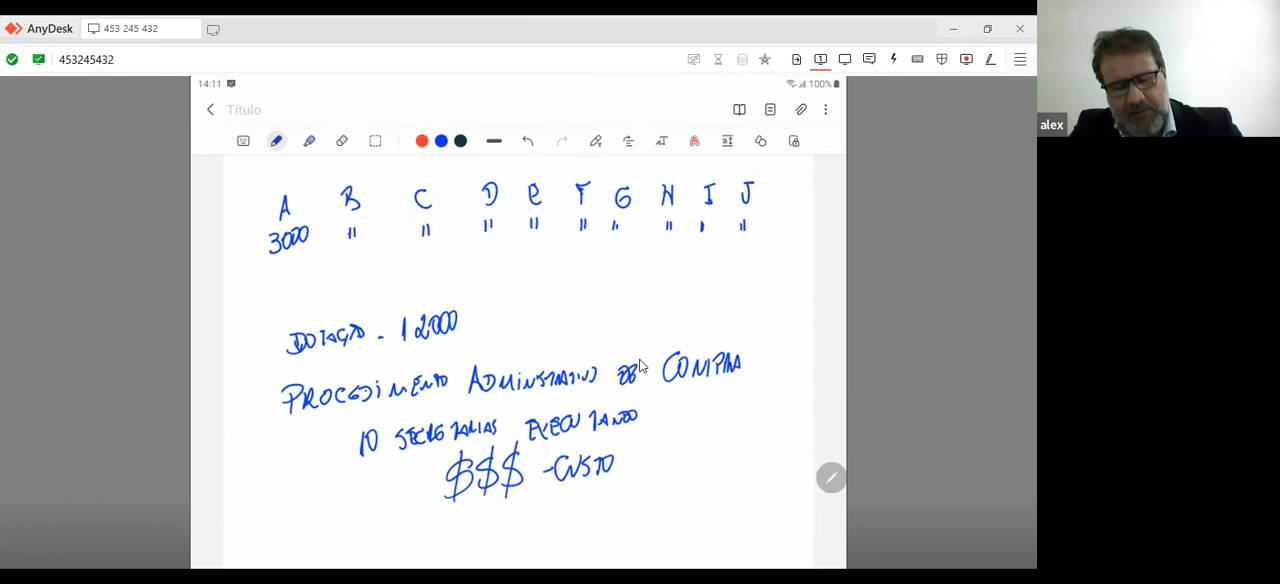 AnyDesk 453 245 432
453245432
14:11 100%
Título
A B C D E F G H I J
3000 " " " " " " " " "
DOTAÇÃO - 12000
PROCEDIMENTO ADMINISTRATIVO DE COMPRA
10 SECRETARIAS EXECUTANDO
$$$ - CUSTO
alex